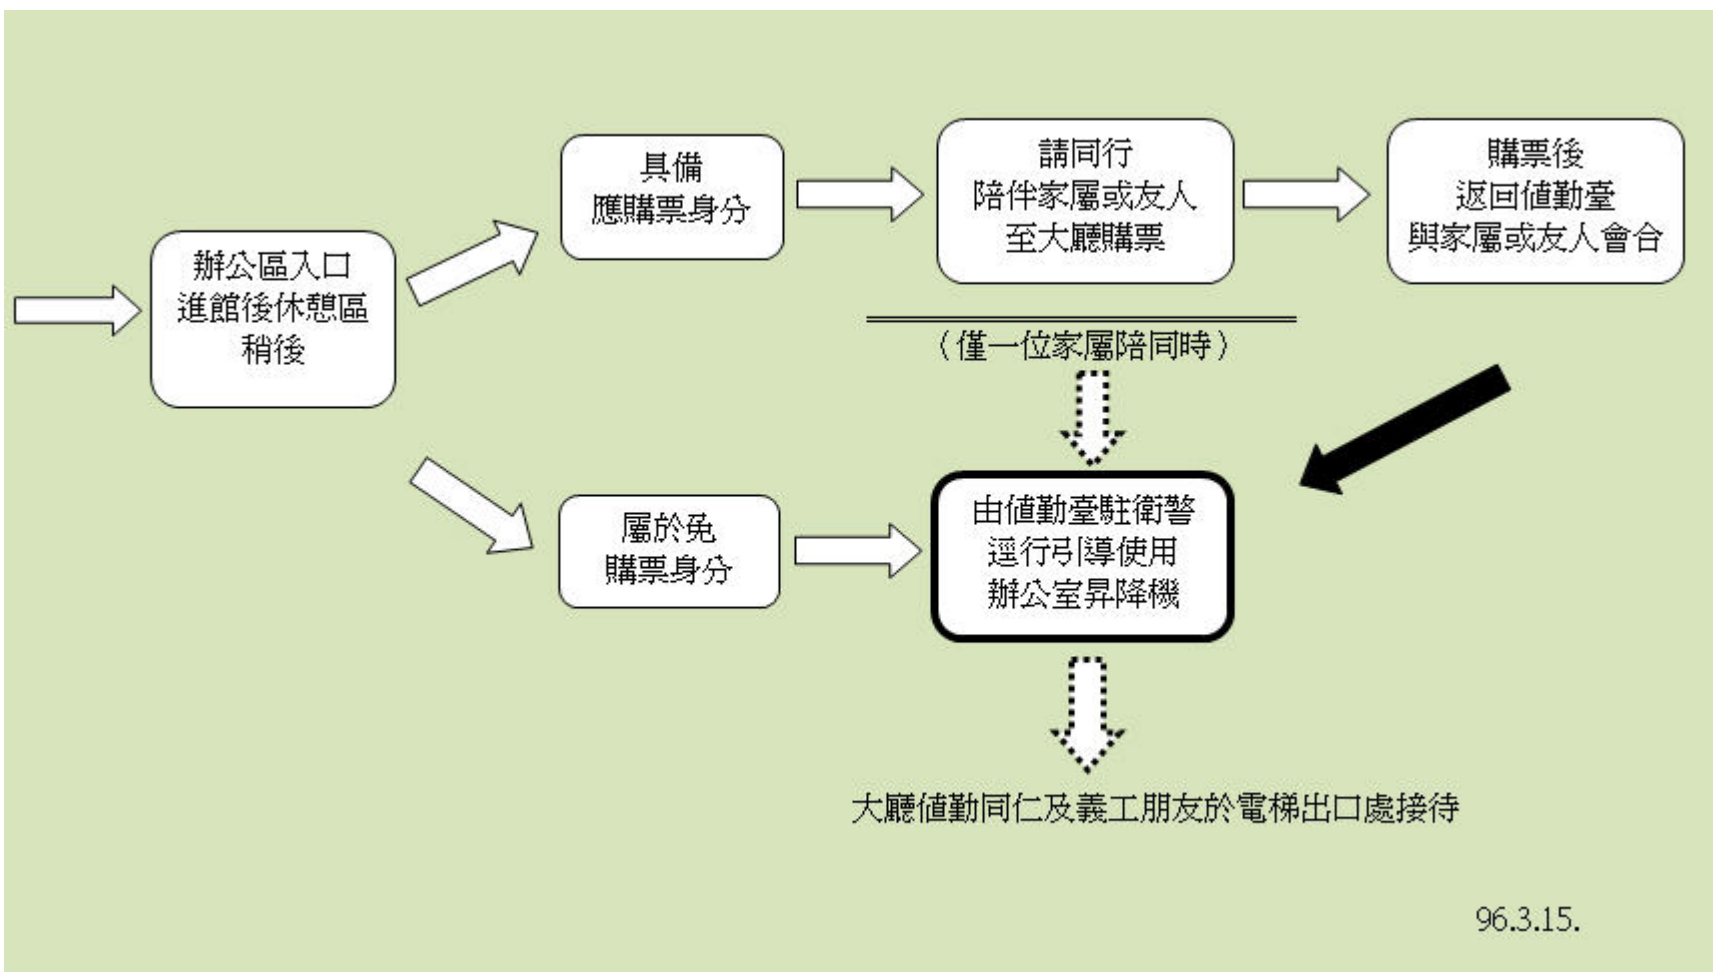 辦公區入口
進館後休憩區
稍後
具備
應購票身分
請同行
陪伴家屬或友人
至大廳購票
購票後
返回值勤臺
與家屬或友人會合
（僅一位家屬陪同時）
屬於免
購票身分
由值勤臺駐衛警
逕行引導使用
辦公室昇降機
大廳值勤同仁及義工朋友於電梯出口處接待
96.3.15.